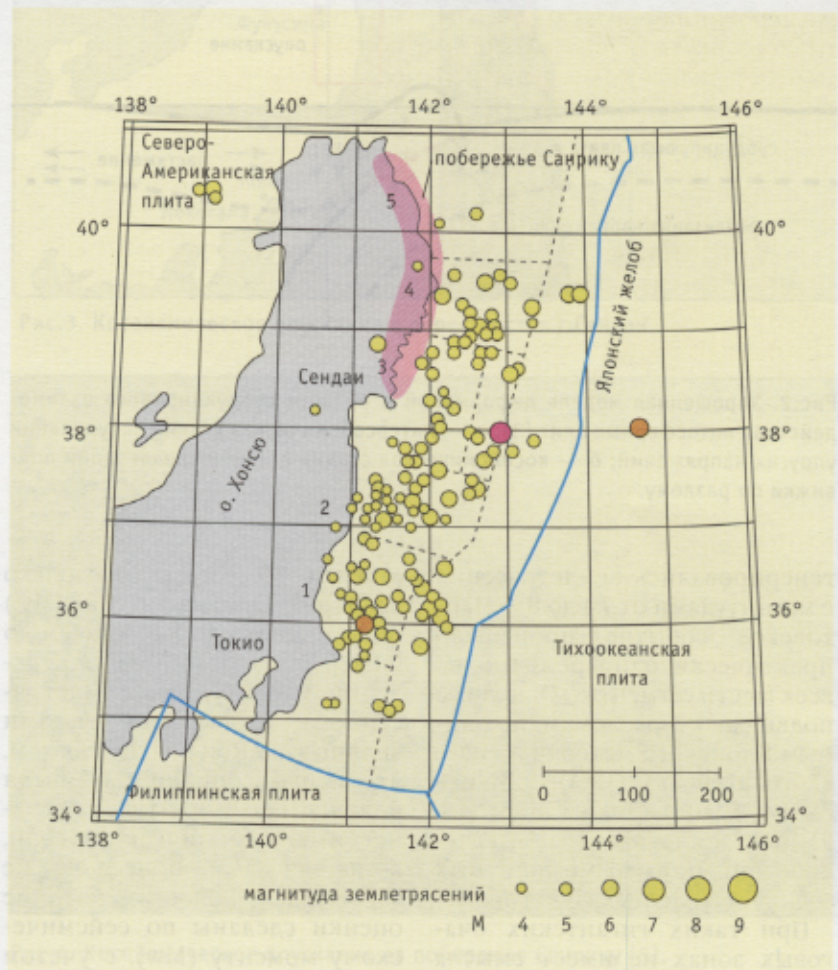 138° 140° 142° 144° 146°
Северо-
Американская
плита
побережье Санрику
5
40°
4
Японский желоб
3
Сендаи
38°
о. Хонсю
2
1
36°
Токио
Тихоокеанская
плита
0 100 200
Филиппинская плита
34° 34°
138° 140° 142° 144° 146°
магнитуда землетрясений
М 4 5 6 7 8 9
40°
38°
36°